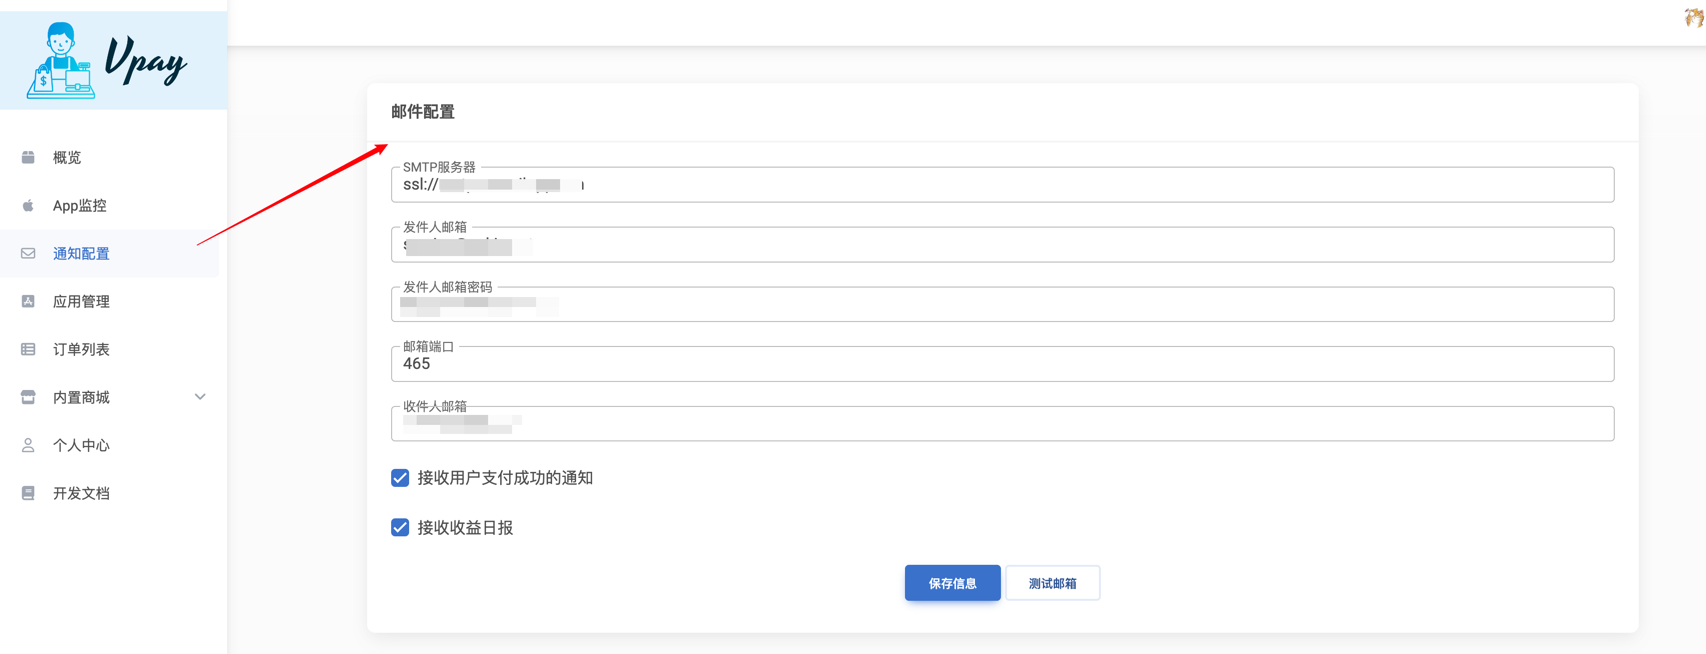 Vpay
概览
App监控
通知配置
应用管理
订单列表
内置商城
个人中心
开发文档
邮件配置
SMTP服务器
ssl://
发件人邮箱
发件人邮箱密码
邮箱端口
465
收件人邮箱
接收用户支付成功的通知
接收收益日报
保存信息
测试邮箱